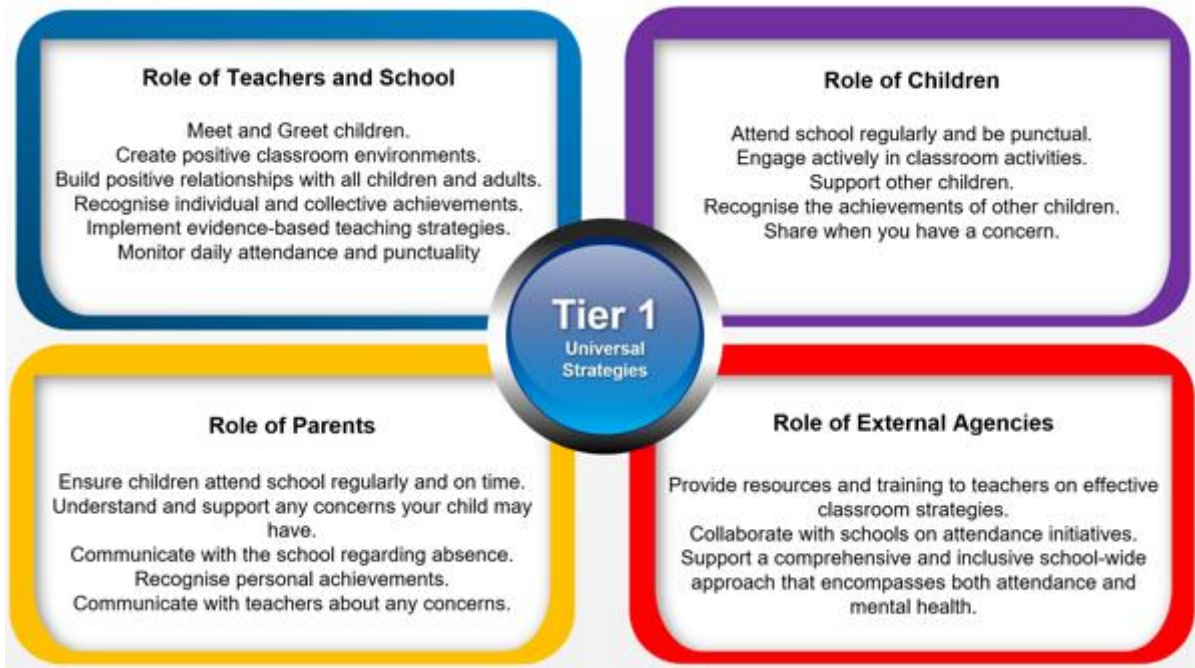 Role of Teachers and School
Meet and Greet children.
Create positive classroom environments.
Build positive relationships with all children and adults.
Recognise individual and collective achievements.
Implement evidence-based teaching strategies.
Monitor daily attendance and punctuality
Role of Children
Attend school regularly and be punctual.
Engage actively in classroom activities.
Support other children.
Recognise the achievements of other children.
Share when you have a concern.
Tier 1
Universal
Strategies
Role of Parents
Ensure children attend school regularly and on time.
Understand and support any concerns your child may
have.
Communicate with the school regarding absence.
Recognise personal achievements.
Communicate with teachers about any concerns.
Role of External Agencies
Provide resources and training to teachers on effective
classroom strategies.
Collaborate with schools on attendance initiatives.
Support a comprehensive and inclusive school-wide
approach that encompasses both attendance and
mental health.